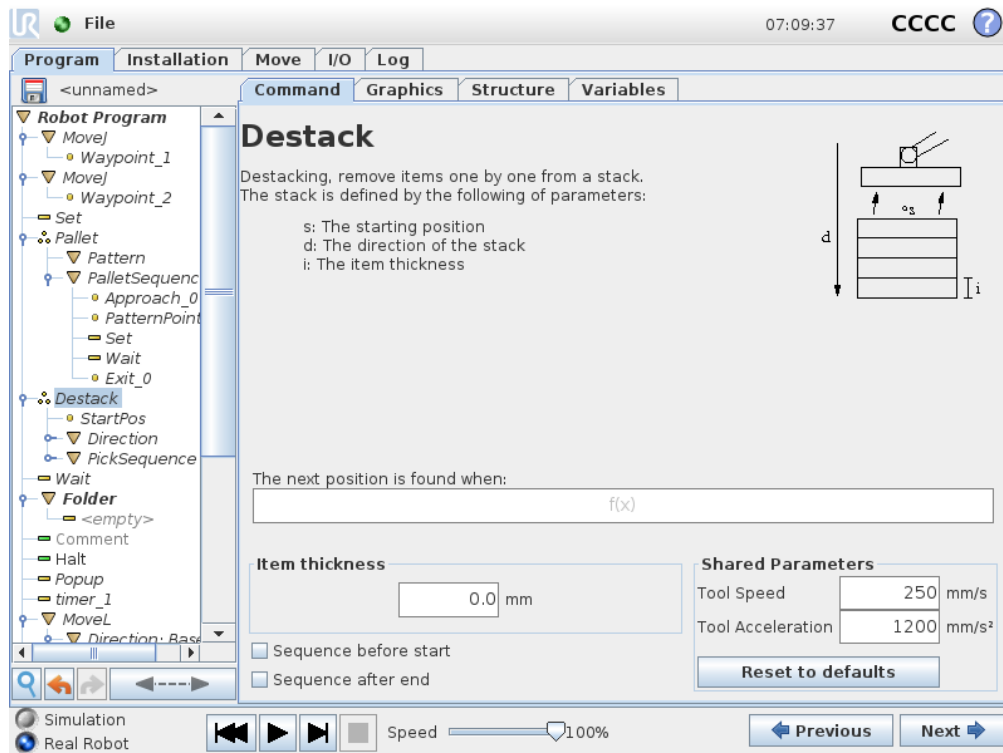 UR File 07:09:37 CCCC ?
Program Installation Move I/O Log
<unnamed>
Command Graphics Structure Variables
Robot Program
MoveJ
Waypoint_1
MoveJ
Waypoint_2
Set
Pallet
Pattern
PalletSequenc
Approach_0
PatternPoint
Set
Wait
Exit_0
Destack
StartPos
Direction
PickSequence
Wait
Folder
<empty>
Comment
Halt
Popup
timer_1
MoveL
Direction: Base
Destack
Destacking, remove items one by one from a stack.
The stack is defined by the following of parameters:
s: The starting position
d: The direction of the stack
i: The item thickness
s
d
i
The next position is found when:
f(x)
Item thickness
0.0 mm
Sequence before start
Sequence after end
Shared Parameters
Tool Speed 250 mm/s
Tool Acceleration 1200 mm/s²
Reset to defaults
Simulation
Real Robot
Speed 100%
Previous Next